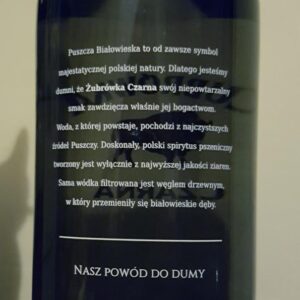 Puszcza Białowieska to od zawsze symbol
majestatycznej polskiej natury. Dlatego jesteśmy
dumni, że Żubrówka Czarna swój niepowtarzalny
smak zawdzięcza właśnie jej bogactwom.
Woda, z której powstaje, pochodzi z najczystszych
źródeł Puszczy. Doskonały, polski spirytus pszeniczny
tworzony jest wyłącznie z najwyższej jakości ziaren.
Sama wódka filtrowana jest węglem drzewnym,
w który przemieniły się białowieskie dęby.
NASZ POWÓD DO DUMY